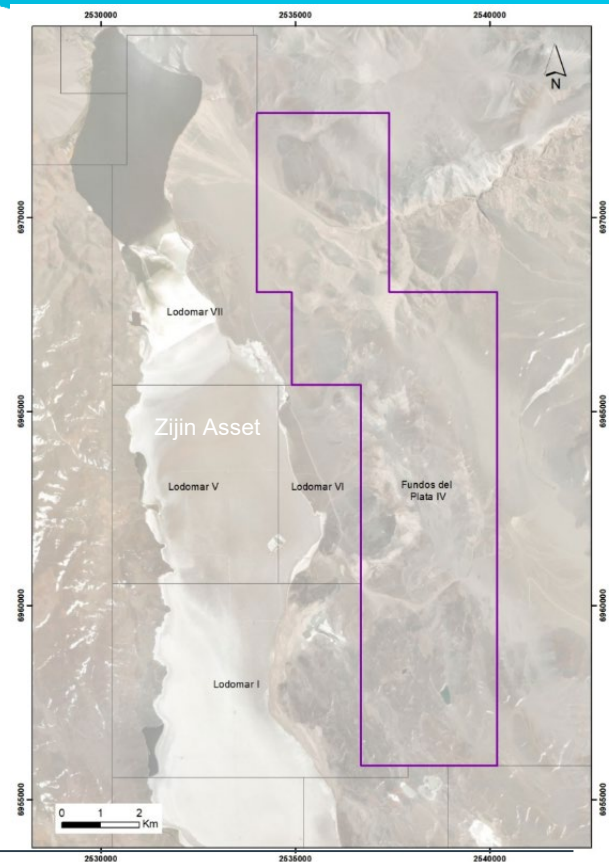 2530000
2535000
2540000
N
6970000
6970000
Lodomar VII
6965000
6965000
Zijin Asset
Lodomar V
Lodomar VI
Fundos del
Plata IV
6960000
6960000
Lodomar I
6955000
6955000
0 1 2
Km
2530000
2535000
2540000